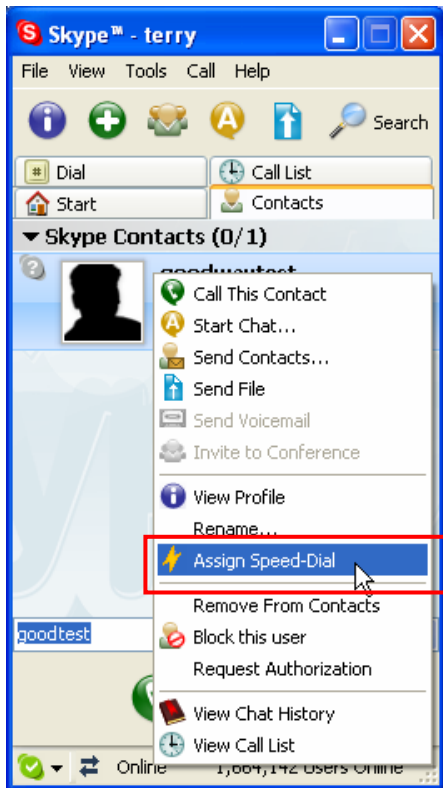 Skype™ - terry
File View Tools Call Help
Search
Dial
Call List
Start
Contacts
Skype Contacts (0/1)
Call This Contact
Start Chat...
Send Contacts...
Send File
Send Voicemail
Invite to Conference
View Profile
Rename...
Assign Speed-Dial
Remove From Contacts
goodtest
Block this user
Request Authorization
View Chat History
View Call List
Online 1,664,142 Users Online